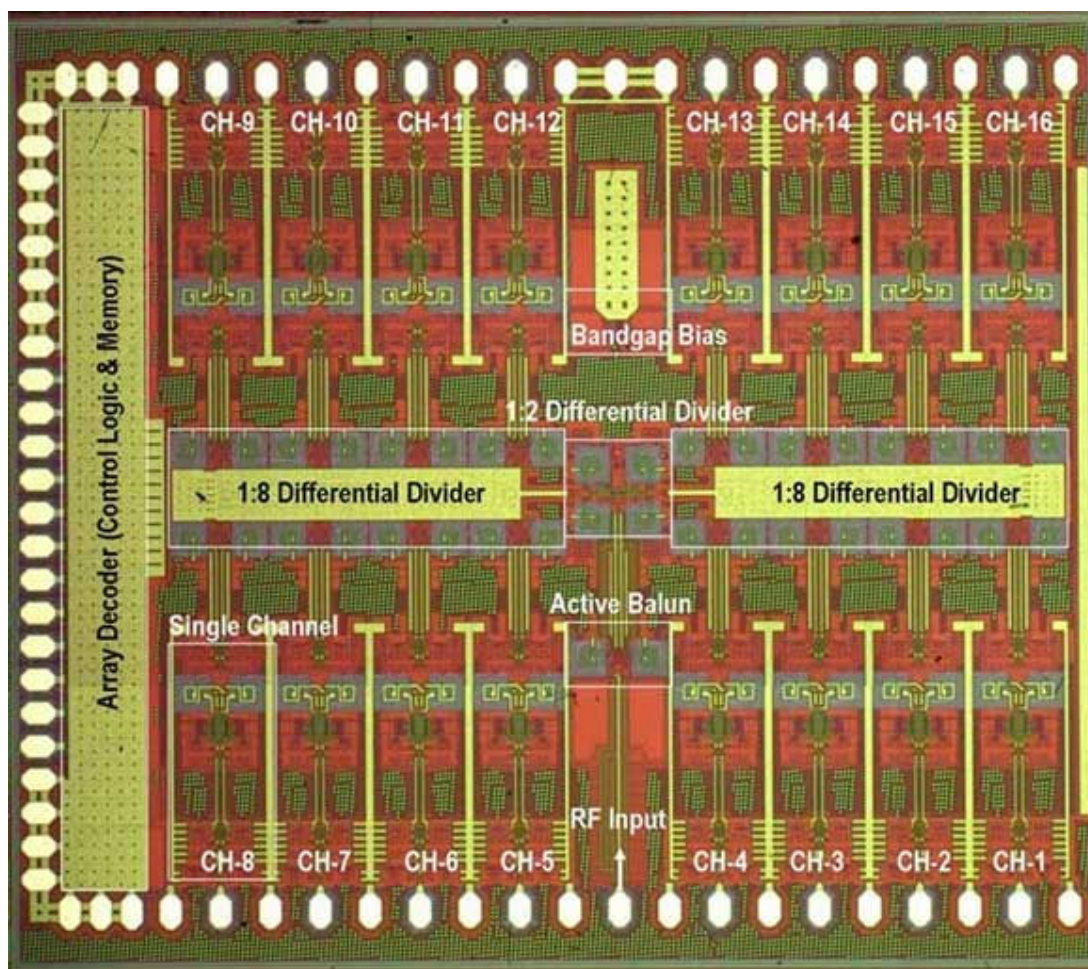 CH-9 CH-10 CH-11 CH-12 CH-13 CH-14 CH-15 CH-16
Bandgap Bias
1:2 Differential Divider
Array Decoder (Control Logic & Memory)
1:8 Differential Divider
1:8 Differential Divider
Active Balun
Single Channel
RF Input
CH-8 CH-7 CH-6 CH-5 CH-4 CH-3 CH-2 CH-1